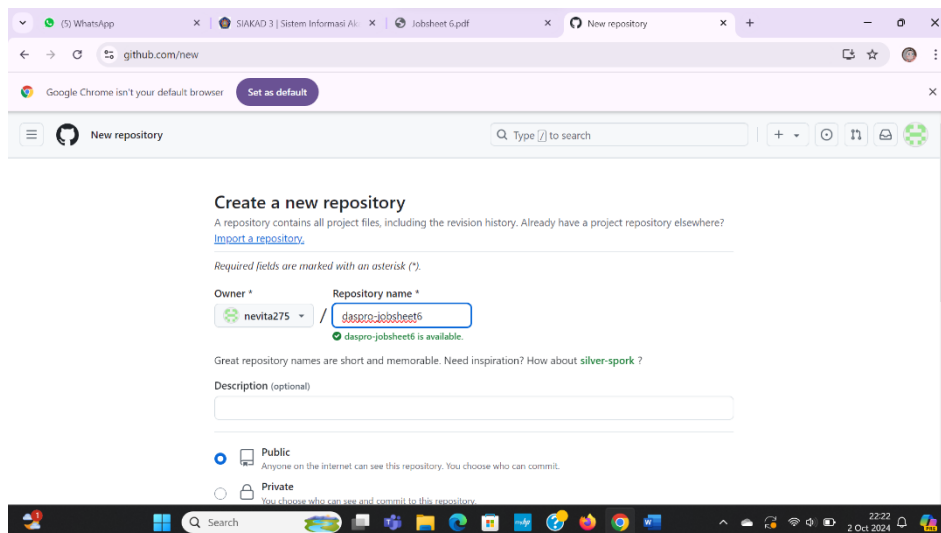 (5) WhatsApp
SIAKAD 3 | Sistem Informasi Ak
Jobsheet 6.pdf
New repository
github.com/new
Google Chrome isn't your default browser
Set as default
New repository
Type / to search
Create a new repository
A repository contains all project files, including the revision history. Already have a project repository elsewhere?
Import a repository.
Required fields are marked with an asterisk (*).
Owner * Repository name *
nevita275 / daspro-jobsheet6
daspro-jobsheet6 is available.
Great repository names are short and memorable. Need inspiration? How about silver-spork ?
Description (optional)
Public
Anyone on the internet can see this repository. You choose who can commit.
Private
You choose who can see and commit to this repository.
Search
22:22
2 Oct 2024